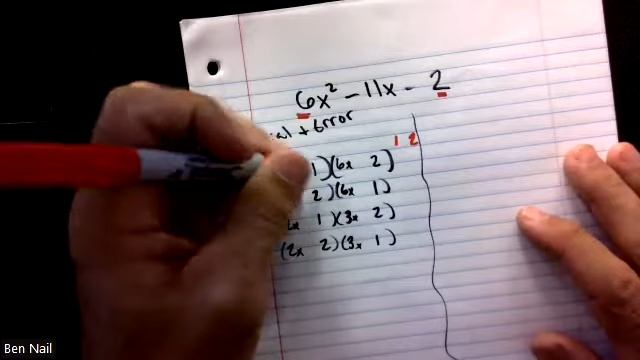 6x² - 11x - 2
+ Error
1 2
1)(6x 2)
2)(6x 1)
1)(3x 2)
(2x 2)(3x 1)
Ben Nail